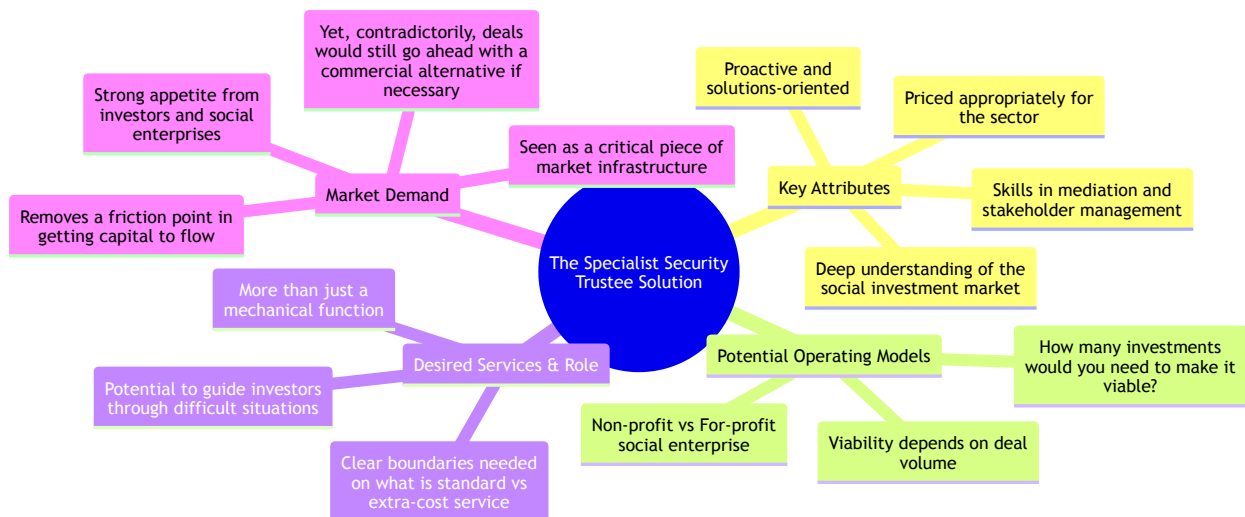 The Specialist Security
Trustee Solution
Market Demand
Yet, contradictorily, deals
would still go ahead with a
commercial alternative if
necessary
Strong appetite from
investors and social
enterprises
Seen as a critical piece of
market infrastructure
Removes a friction point in
getting capital to flow
Key Attributes
Proactive and
solutions-oriented
Priced appropriately for
the sector
Skills in mediation and
stakeholder management
Deep understanding of the
social investment market
Desired Services & Role
More than just a
mechanical function
Potential to guide investors
through difficult situations
Clear boundaries needed
on what is standard vs
extra-cost service
Potential Operating Models
How many investments
would you need to make it
viable?
Non-profit vs For-profit
social enterprise
Viability depends on deal
volume